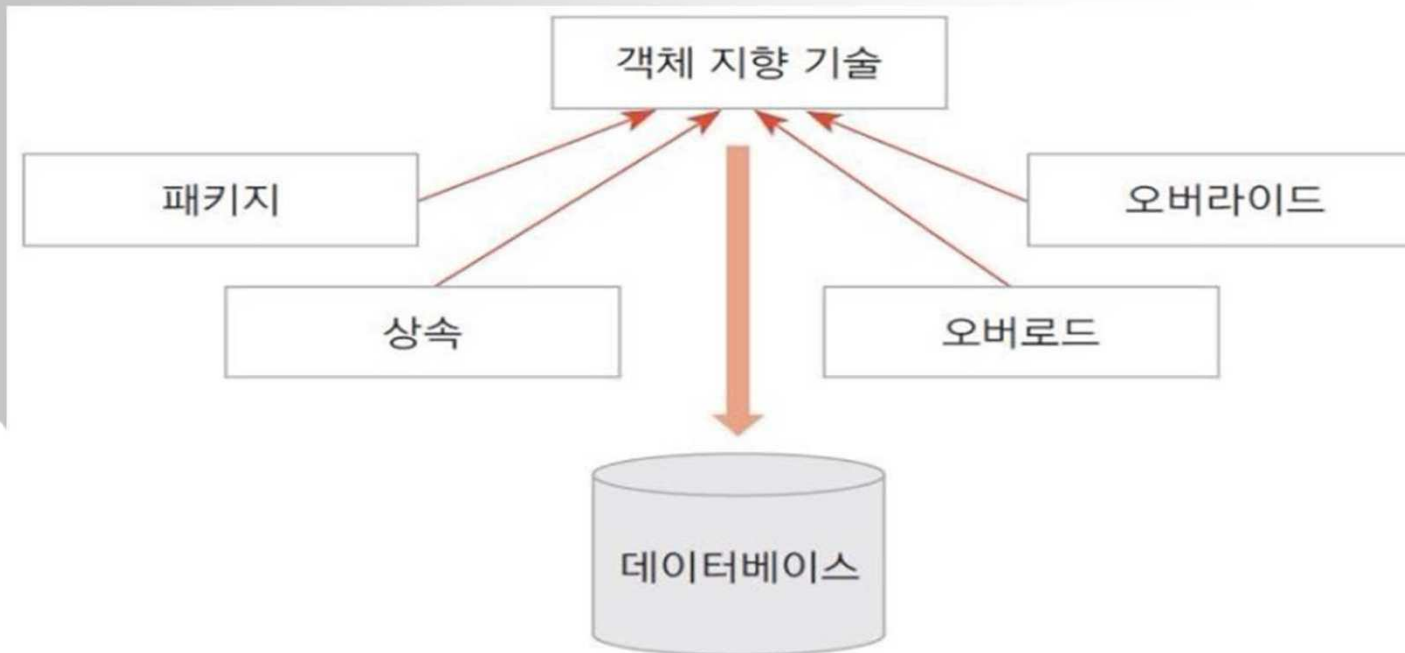 객체 지향 기술
패키지
오버라이드
상속
오버로드
데이터베이스